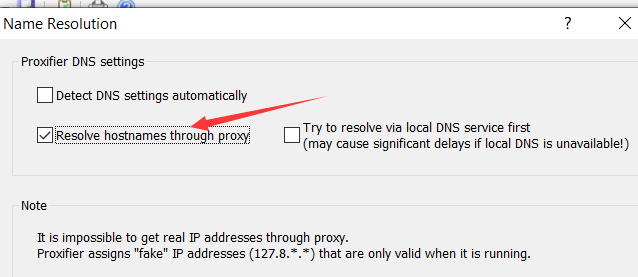 Name Resolution
Proxifier DNS settings
Detect DNS settings automatically
Resolve hostnames through proxy
Try to resolve via local DNS service first
(may cause significant delays if local DNS is unavailable!)
Note
It is impossible to get real IP addresses through proxy.
Proxifier assigns "fake" IP addresses (127.8.*.*) that are only valid when it is running.